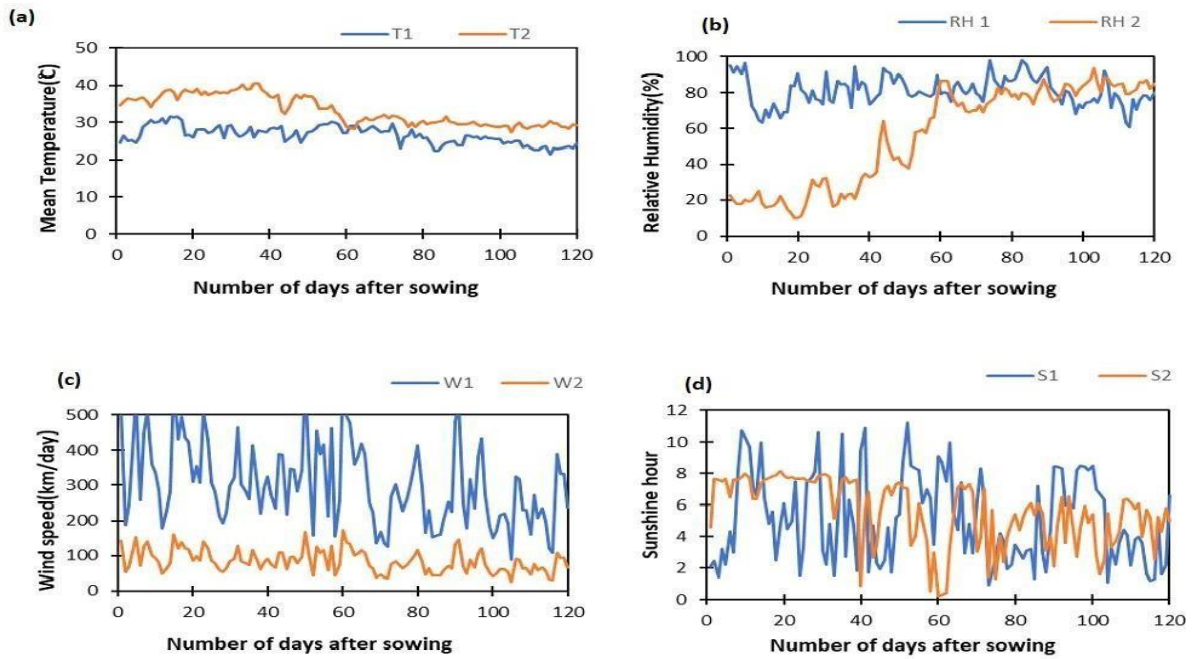 (a)
T1 T2
Mean Temperature(℃)
50
40
30
20
10
0
0 20 40 60 80 100 120
Number of days after sowing
(b)
RH 1 RH 2
Relative Humidity(%)
100
80
60
40
20
0
0 20 40 60 80 100 120
Number of days after sowing
(c)
W1 W2
Wind speed(km/day)
500
400
300
200
100
0
0 20 40 60 80 100 120
Number of days after sowing
(d)
S1 S2
Sunshine hour
12
10
8
6
4
2
0
0 20 40 60 80 100 120
Number of days after sowing